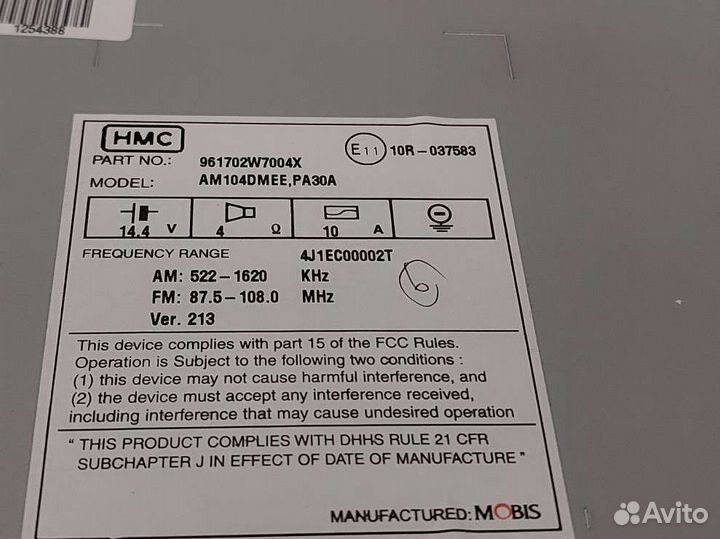 1254388
HMC
PART NO.: 961702W7004X
E11 10R-037583
MODEL: AM104DMEE,PA30A
14.4 V 4 Ω 10 A
FREQUENCY RANGE 4J1EC00002T
AM: 522-1620 KHz
FM: 87.5-108.0 MHz
Ver. 213
6
This device complies with part 15 of the FCC Rules.
Operation is Subject to the following two conditions :
(1) this device may not cause harmful interference, and
(2) the device must accept any interference received,
including interference that may cause undesired operation
" THIS PRODUCT COMPLIES WITH DHHS RULE 21 CFR
SUBCHAPTER J IN EFFECT OF DATE OF MANUFACTURE "
MANUFACTURED: MOBIS
Avito